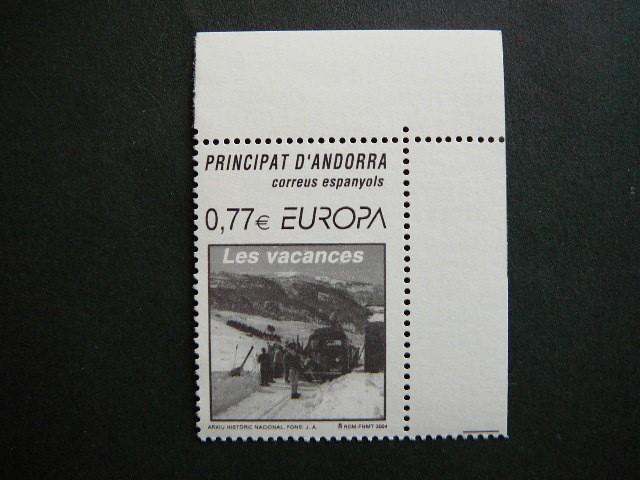 PRINCIPAT D'ANDORRA
correus espanyols
0,77€ EUROPA
Les vacances
ARXIU HISTÒRIC NACIONAL, FONS: J. A. RCM-FNMT 2004